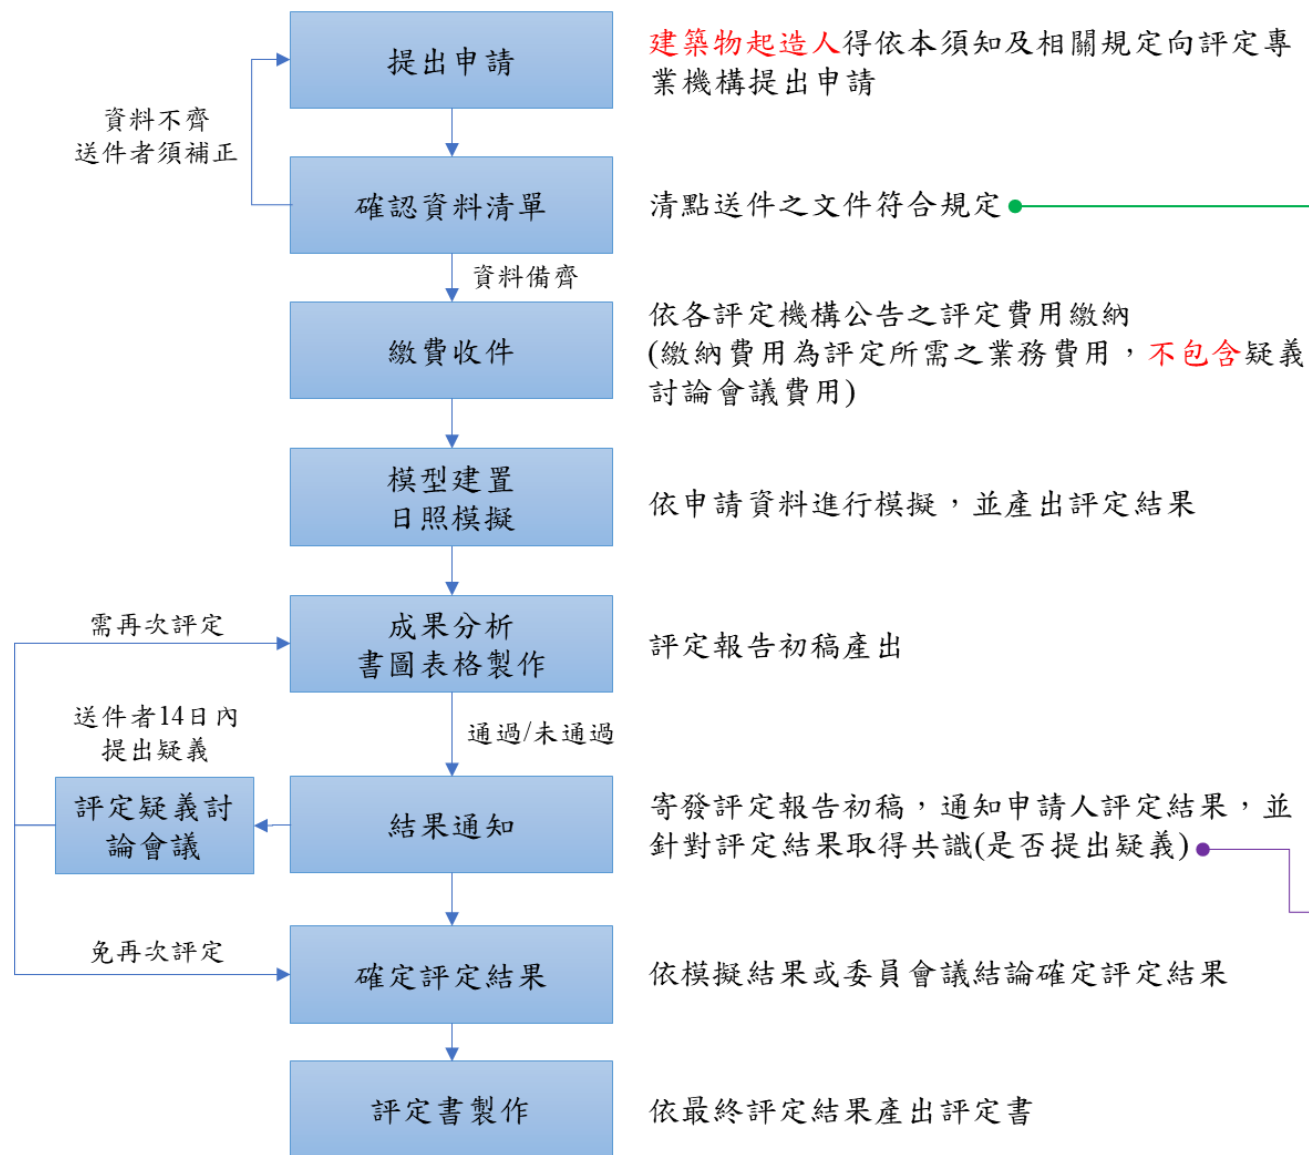 提出申請
建築物起造人得依本須知及相關規定向評定專
業機構提出申請
資料不齊
送件者須補正
確認資料清單
清點送件之文件符合規定
資料備齊
繳費收件
依各評定機構公告之評定費用繳納
(繳納費用為評定所需之業務費用，不包含疑義
討論會議費用)
模型建置
日照模擬
依申請資料進行模擬，並產出評定結果
需再次評定
成果分析
書圖表格製作
評定報告初稿產出
通過/未通過
送件者14日內
提出疑義
評定疑義討
論會議
結果通知
寄發評定報告初稿，通知申請人評定結果，並
針對評定結果取得共識(是否提出疑義)
免再次評定
確定評定結果
依模擬結果或委員會議結論確定評定結果
評定書製作
依最終評定結果產出評定書